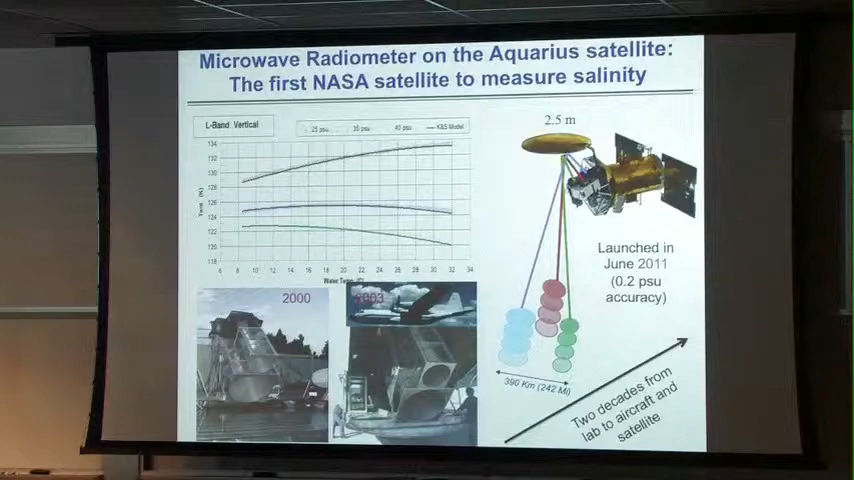 Microwave Radiometer on the Aquarius satellite:
The first NASA satellite to measure salinity
L-Band Vertical
25 psu
35 psu
40 psu
K&S Model
134
132
130
128
126
124
122
120
118
6 8 10 12 14 16 18 20 22 24 26 28 30 32 34
Water Temp. (C)
2.5 m
Launched in
June 2011
(0.2 psu
accuracy)
2000
2003
390 Km (242 Mi)
Two decades from
lab to aircraft and
satellite